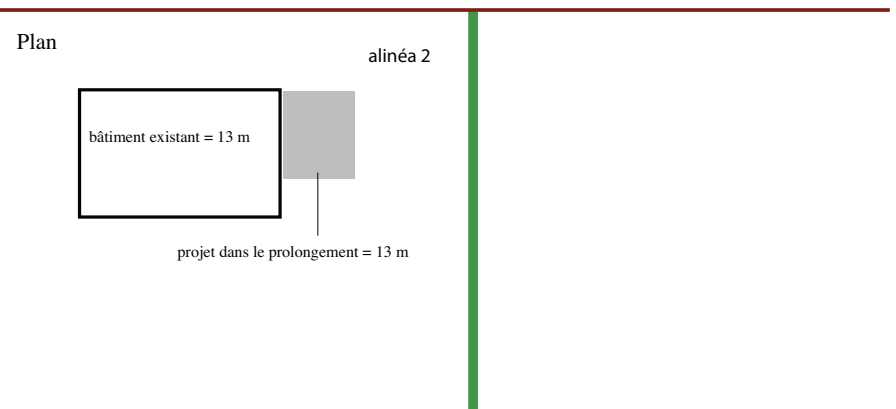 Plan
alinéa 2
bâtiment existant = 13 m
projet dans le prolongement = 13 m